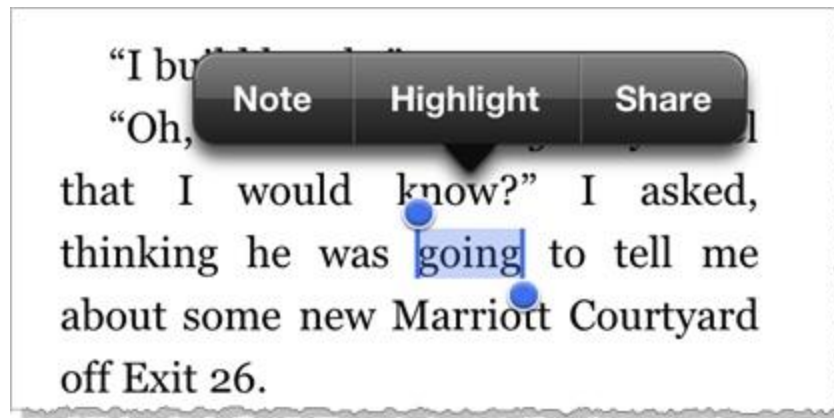 “I bu
Note Highlight Share
“Oh,
that I would know?” I asked,
thinking he was going to tell me
about some new Marriott Courtyard
off Exit 26.